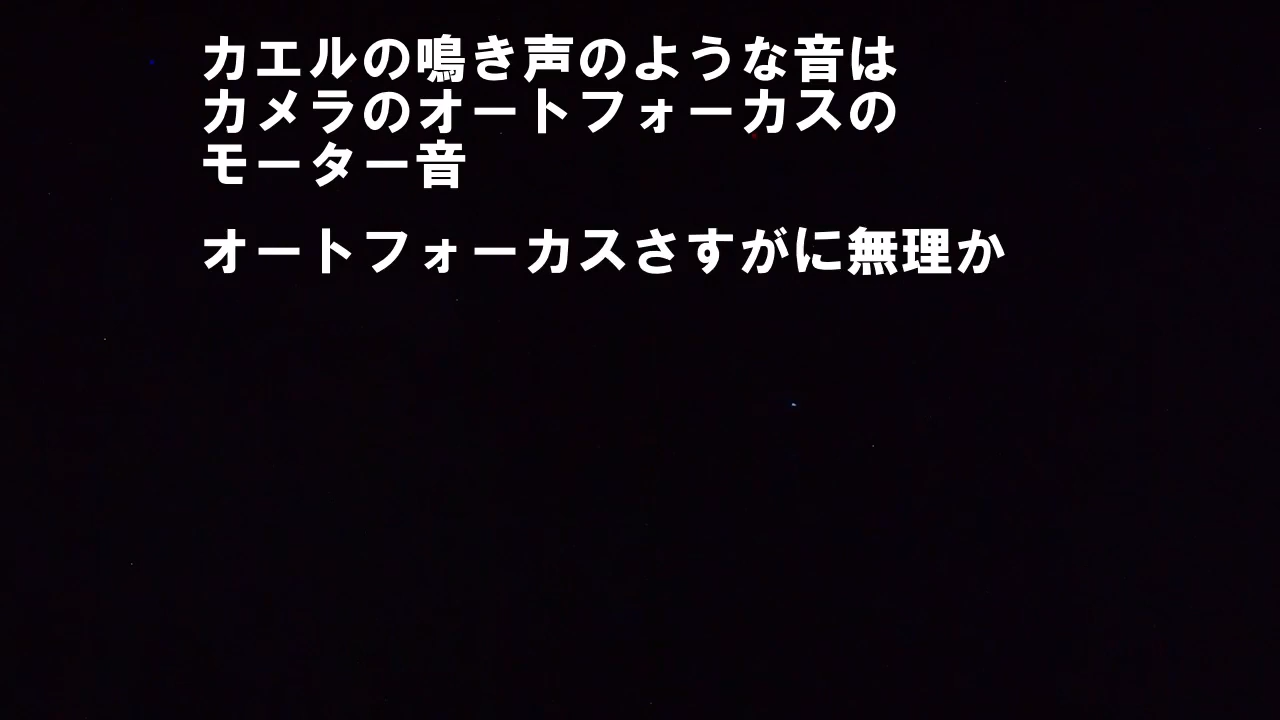 カエルの鳴き声のような音は
カメラのオートフォーカスの
モーター音
オートフォーカスさすがに無理か